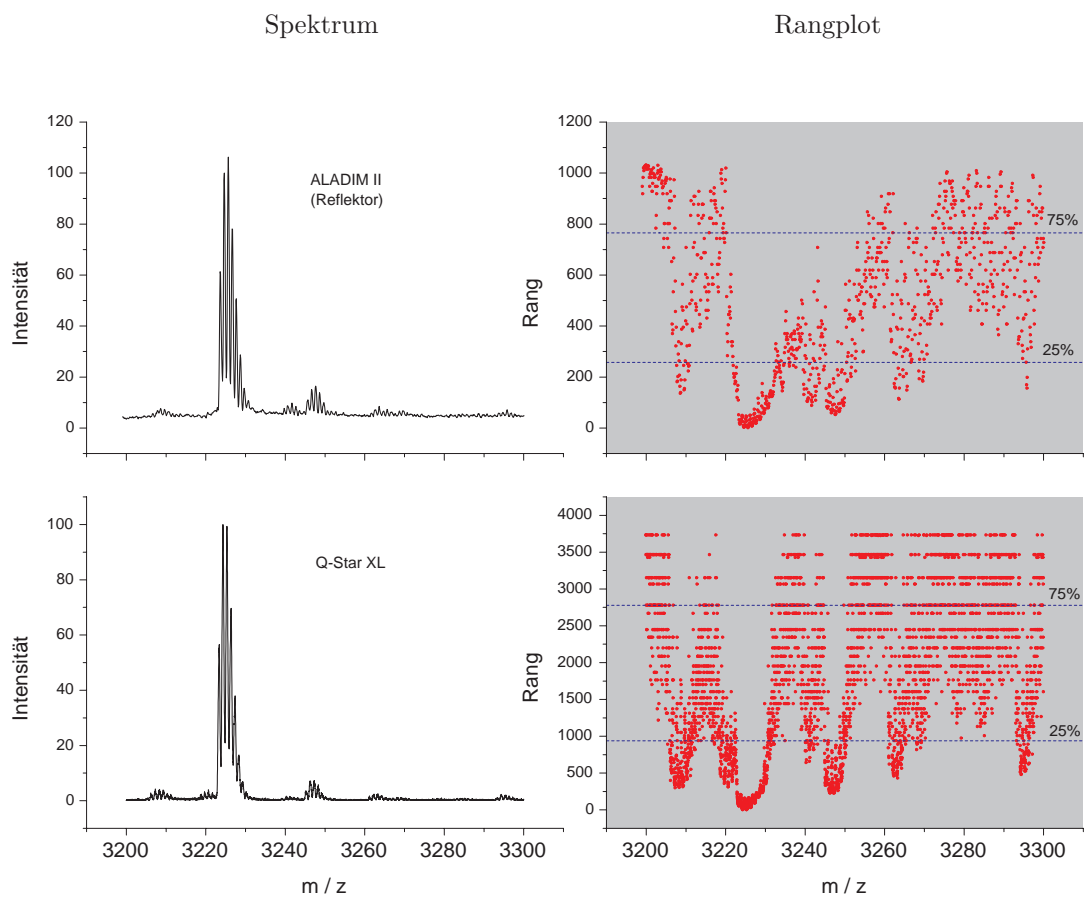 Spektrum
Rangplot
120
100
80
60
40
20
0
Intensität
ALADIM II
(Reflektor)
1200
1000
800
600
400
200
0
Rang
75%
25%
100
80
60
40
20
0
Intensität
Q-Star XL
3200 3220 3240 3260 3280 3300
m / z
4000
3500
3000
2500
2000
1500
1000
500
0
Rang
75%
25%
3200 3220 3240 3260 3280 3300
m / z